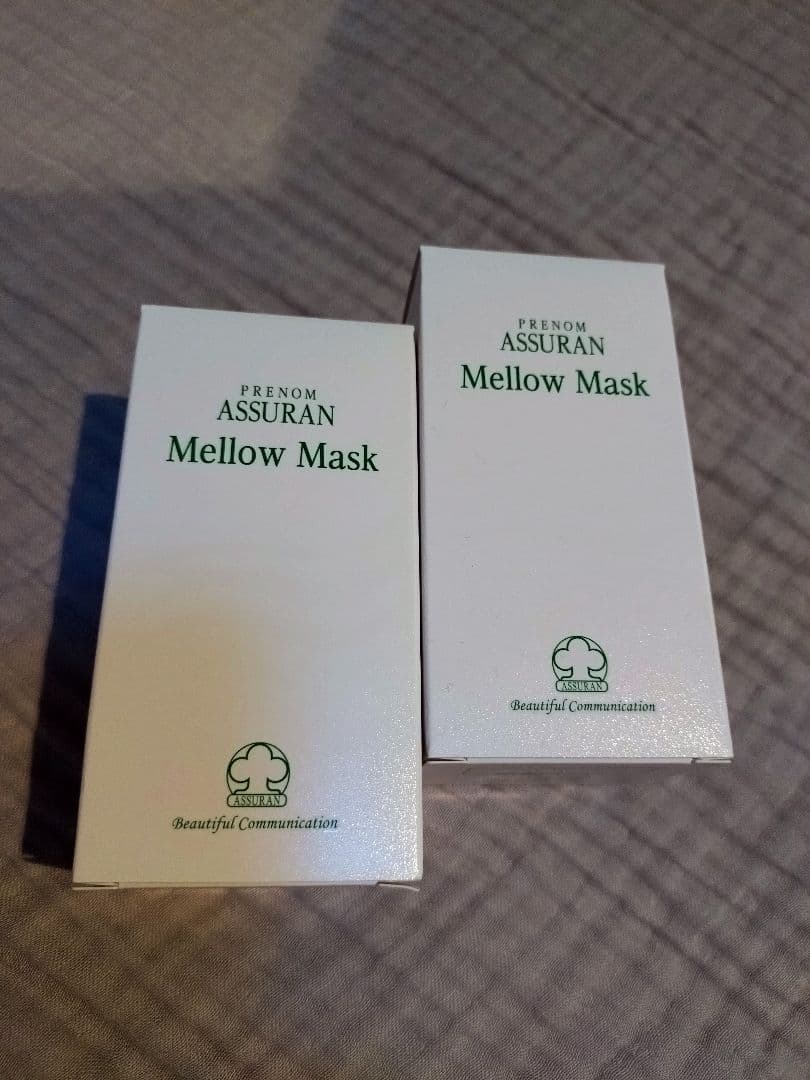 PRENOM
ASSURAN
Mellow Mask
ASSURAN
Beautiful Communication
PRENOM
ASSURAN
Mellow Mask
ASSURAN
Beautiful Communication